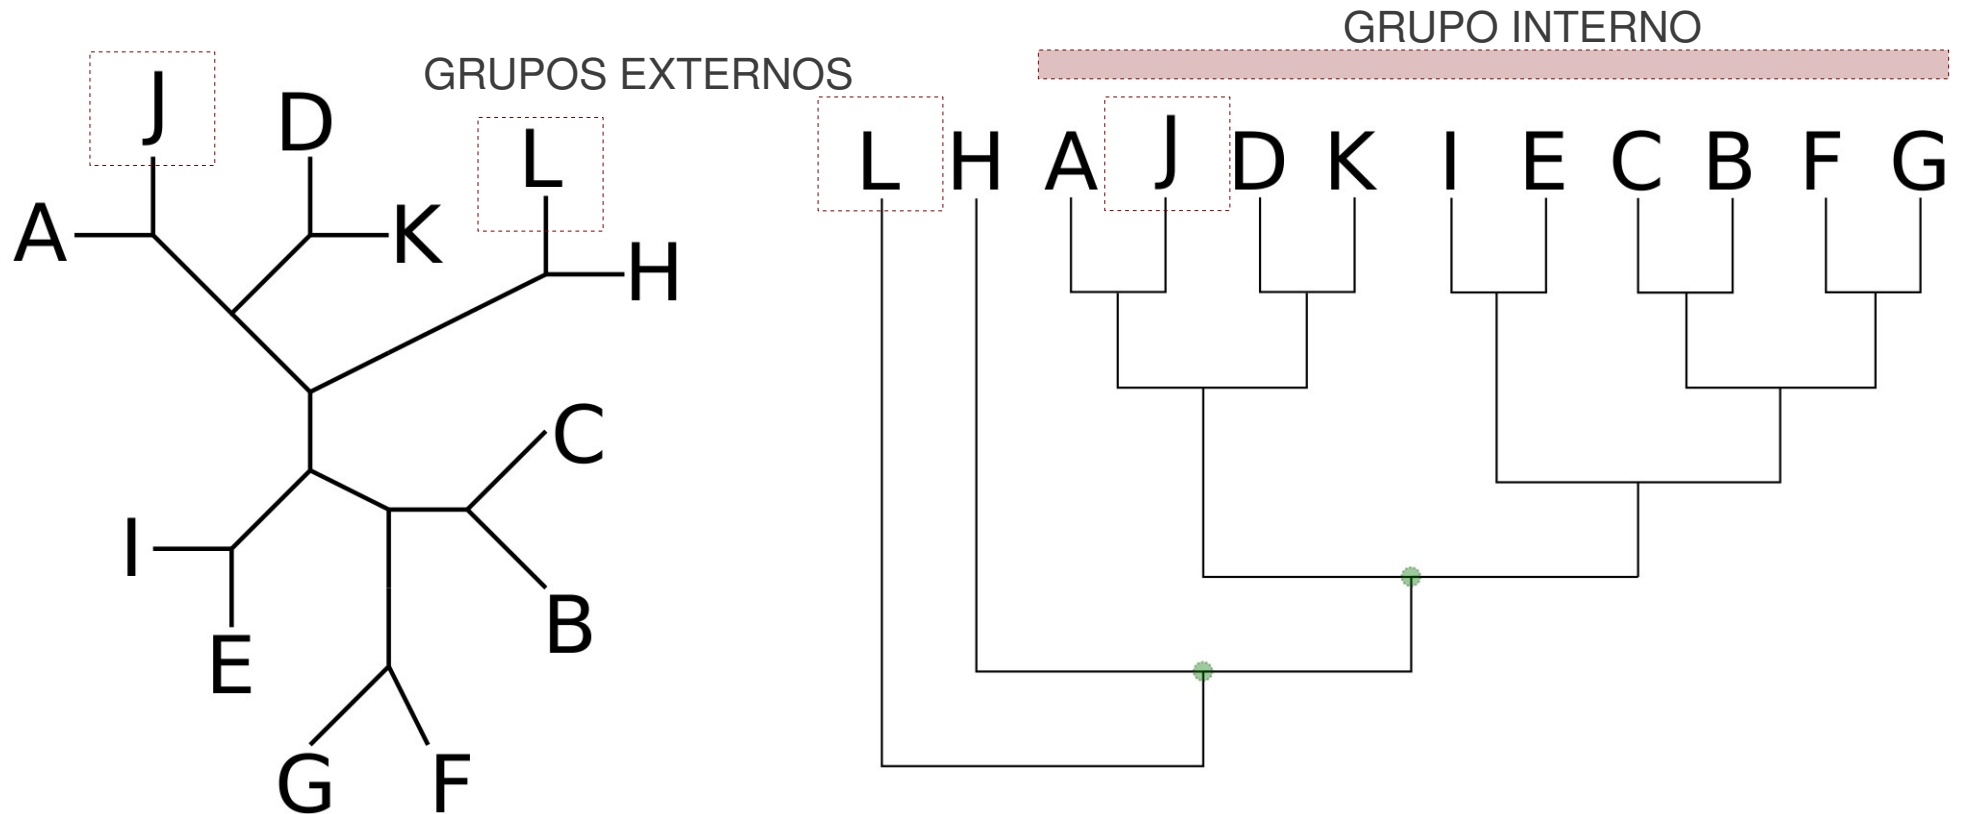 GRUPO INTERNO
GRUPOS EXTERNOS
J
D
L
A
K
H
C
I
B
E
G
F
L H A J D K I E C B F G